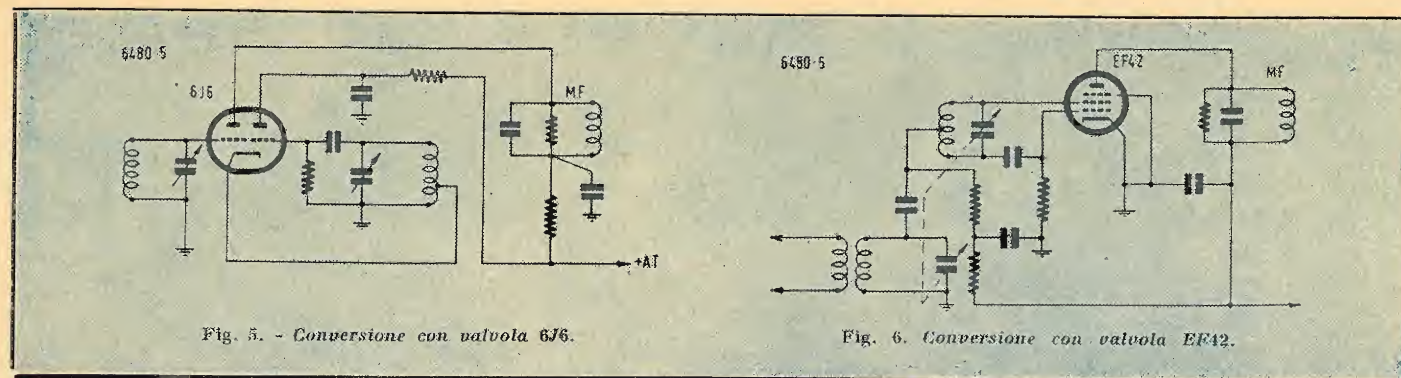 6480-5
6J6
MF
+AT
Fig. 5. - Conversione con valvola 6J6.
6480-5
EF42
Mf
Fig. 6. Conversione con valvola EF42.